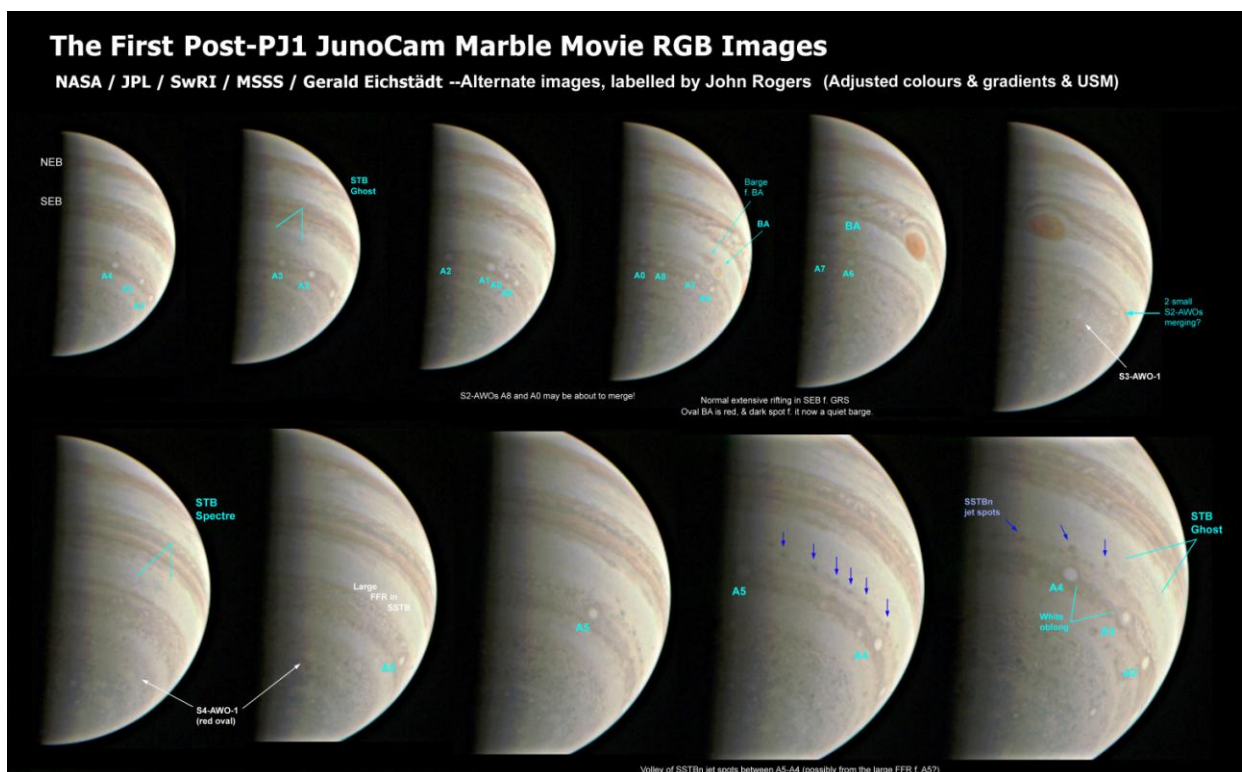 The First Post-PJ1 JunoCam Marble Movie RGB Images
NASA / JPL / SwRI / MSSS / Gerald Eichstädt --Alternate images, labelled by John Rogers (Adjusted colours & gradients & USM)
NEB
SEB
A4
STB
Ghost
A3
A2
A1
Barge
f. BA
BA
A0
A8
BA
A7
A6
2 small
S2-AWOs
merging?
S3-AWO-1
S2-AWOs A8 and A0 may be about to merge!
Normal extensive rifting in SEB f. GRS
Oval BA is red, & dark spot f. it now a quiet barge.
STB
Spectre
S4-AWO-1
(red oval)
Large
FFR in
SSTB
A5
A5
A4
SSTBn
jet spots
STB
Ghost
A4
White
oblong
Volley of SSTBn jet spots between A5-A4 (possibly from the large FFR f. A5?)